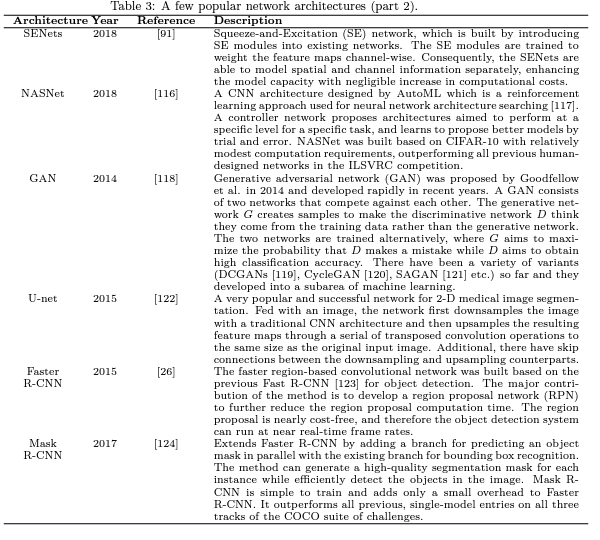 Table 3: A few popular network architectures (part 2).
Architecture Year Reference Description
SENets 2018 [91] Squeeze-and-Excitation (SE) network, which is built by introducing
SE modules into existing networks. The SE modules are trained to
weight the feature maps channel-wise. Consequently, the SENets are
able to model spatial and channel information separately, enhancing
the model capacity with negligible increase in computational costs.
NASNet 2018 [116] A CNN architecture designed by AutoML which is a reinforcement
learning approach used for neural network architecture searching [117].
A controller network proposes architectures aimed to perform at a
specific level for a specific task, and learns to propose better models by
trial and error. NASNet was built based on CIFAR-10 with relatively
modest computation requirements, outperforming all previous human-
designed networks in the ILSVRC competition.
GAN 2014 [118] Generative adversarial network (GAN) was proposed by Goodfellow
et al. in 2014 and developed rapidly in recent years. A GAN consists
of two networks that compete against each other. The generative net-
work G creates samples to make the discriminative network D think
they come from the training data rather than the generative network.
The two networks are trained alternatively, where G aims to maxi-
mize the probability that D makes a mistake while D aims to obtain
high classification accuracy. There have been a variety of variants
(DCGANs [119], CycleGAN [120], SAGAN [121] etc.) so far and they
developed into a subarea of machine learning.
U-net 2015 [122] A very popular and successful network for 2-D medical image segmen-
tation. Fed with an image, the network first downsamples the image
with a traditional CNN architecture and then upsamples the resulting
feature maps through a serial of transposed convolution operations to
the same size as the original input image. Additional, there have skip
connections between the downsampling and upsampling counterparts.
Faster 2015 [26] The faster region-based convolutional network was built based on the
R-CNN previous Fast R-CNN [123] for object detection. The major contri-
bution of the method is to develop a region proposal network (RPN)
to further reduce the region proposal computation time. The region
proposal is nearly cost-free, and therefore the object detection system
can run at near real-time frame rates.
Mask 2017 [124] Extends Faster R-CNN by adding a branch for predicting an object
R-CNN mask in parallel with the existing branch for bounding box recognition.
The method can generate a high-quality segmentation mask for each
instance while efficiently detect the objects in the image. Mask R-
CNN is simple to train and adds only a small overhead to Faster
R-CNN. It outperforms all previous, single-model entries on all three
tracks of the COCO suite of challenges.